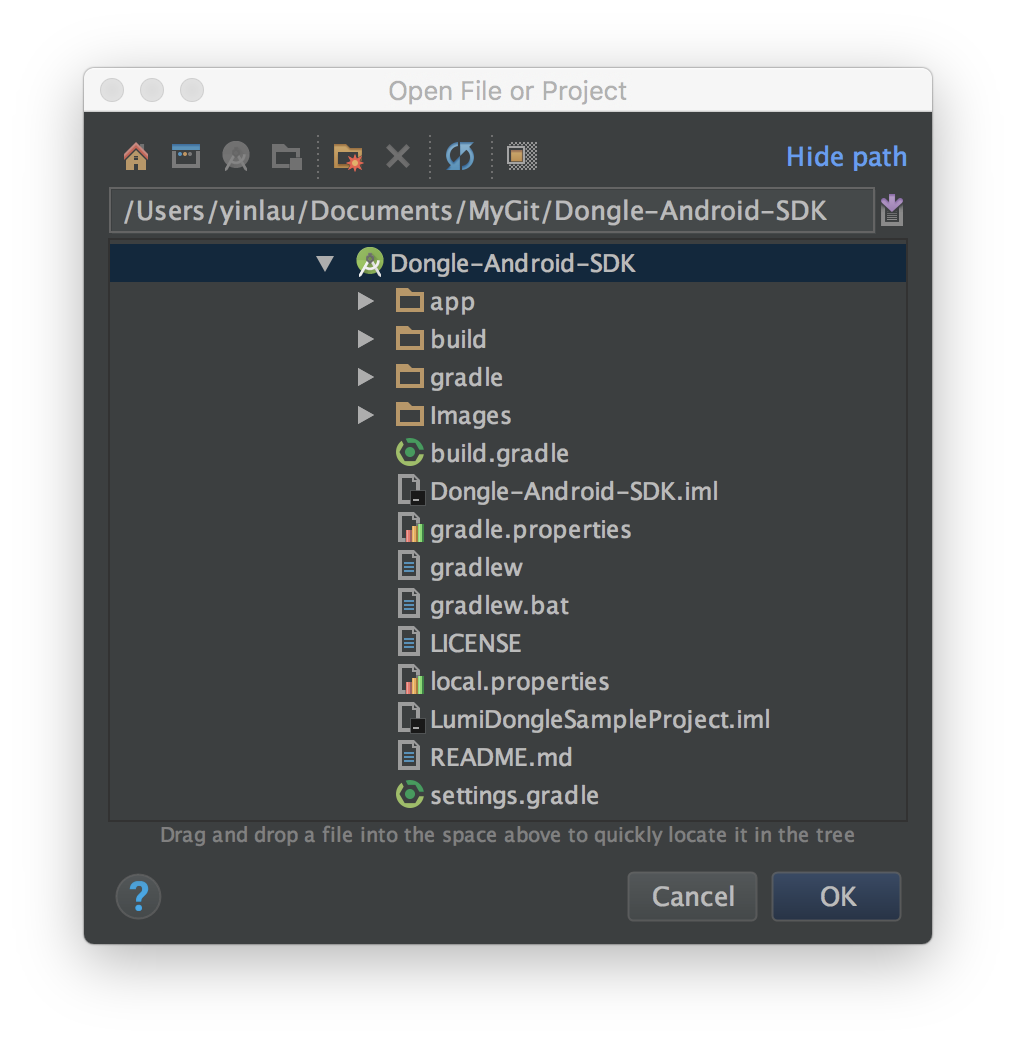 Open File or Project
Hide path
/Users/yinlau/Documents/MyGit/Dongle-Android-SDK
Dongle-Android-SDK
app
build
gradle
Images
build.gradle
Dongle-Android-SDK.iml
gradle.properties
gradlew
gradlew.bat
LICENSE
local.properties
LumiDongleSampleProject.iml
README.md
settings.gradle
Drag and drop a file into the space above to quickly locate it in the tree
?
Cancel
OK